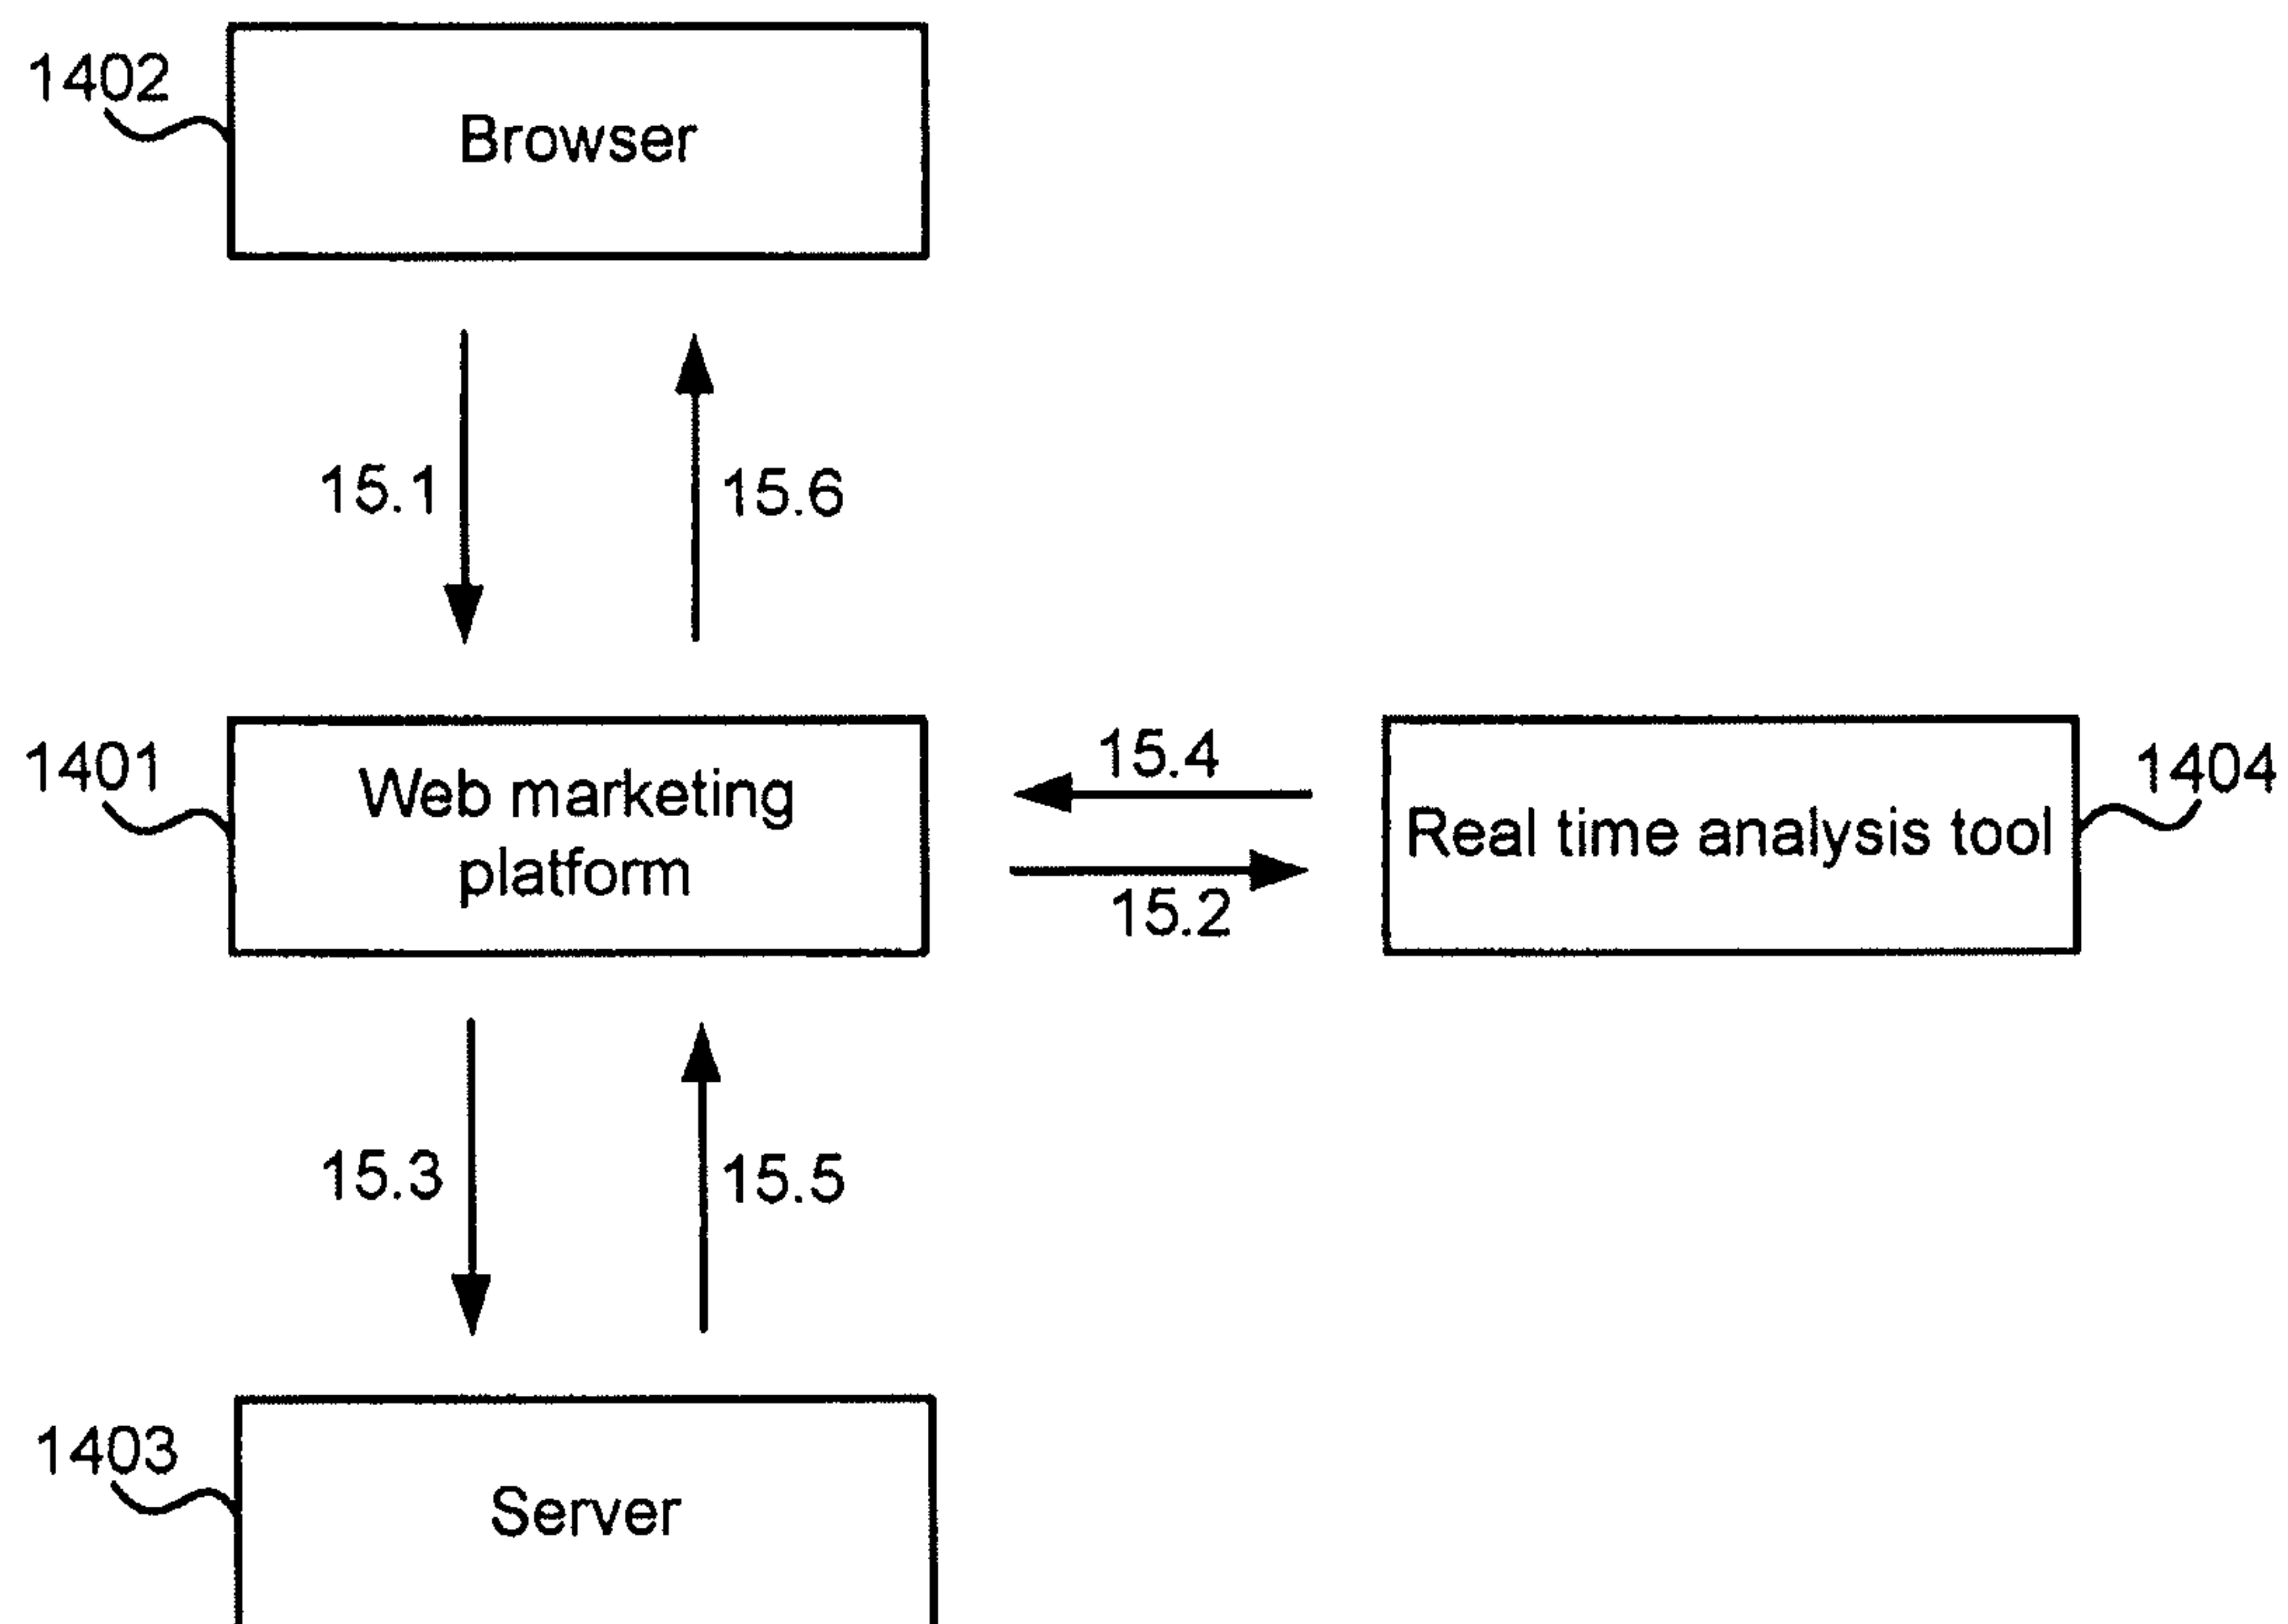 1402
Browser
15.1
15.6
1401
Web marketing
platform
15.4
15.2
Real time analysis tool
1404
15.3
15.5
1403
Server